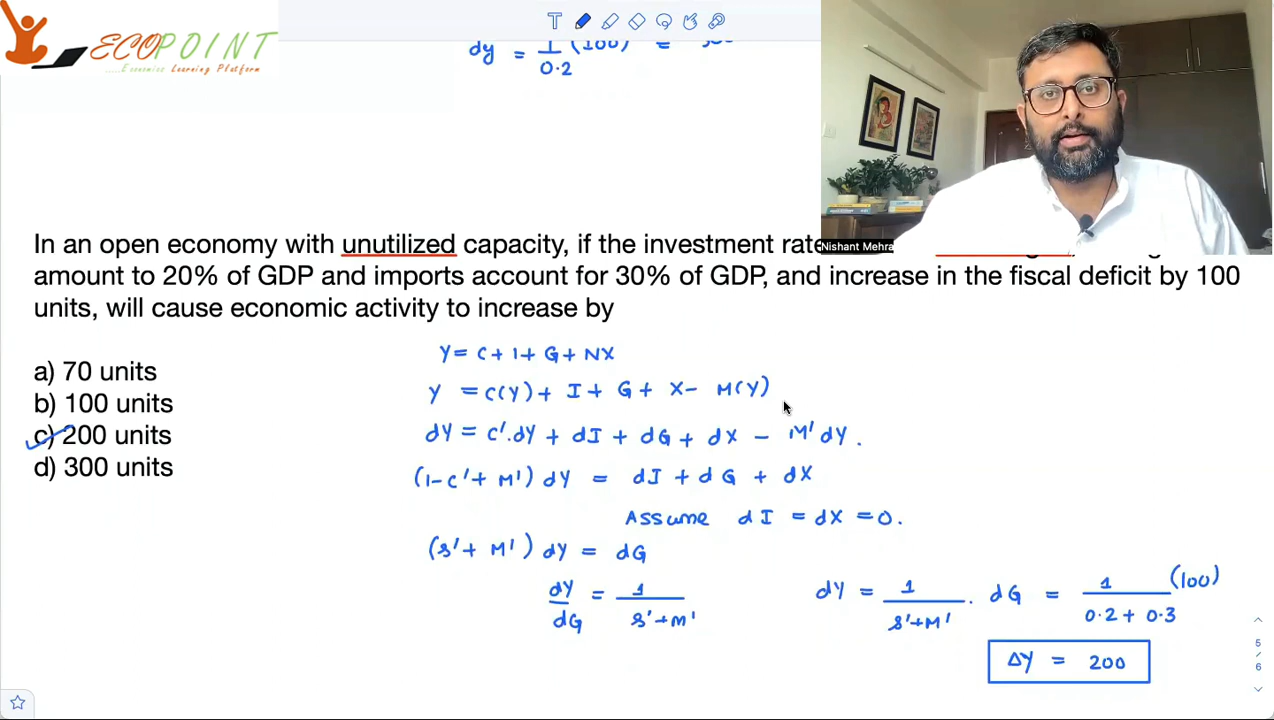 ECOPOINT
.....Economics Learning Platform
dy = 1/0.2 (100) =
Nishant Mehra
In an open economy with unutilized capacity, if the investment rate
amount to 20% of GDP and imports account for 30% of GDP, and increase in the fiscal deficit by 100
units, will cause economic activity to increase by
a) 70 units
b) 100 units
c) 200 units
d) 300 units
Y = C + I + G + NX
Y = C(Y) + I + G + X - M(Y)
dY = C'.dY + dI + dG + dX - M'dY.
(1-C'+M') dY = dI + dG + dX
Assume dI = dX = 0.
(s'+M') dY = dG
dY/dG = 1/s'+M'
dY = 1/s'+M' . dG = 1/0.2+0.3 (100)
ΔY = 200
5
/
6